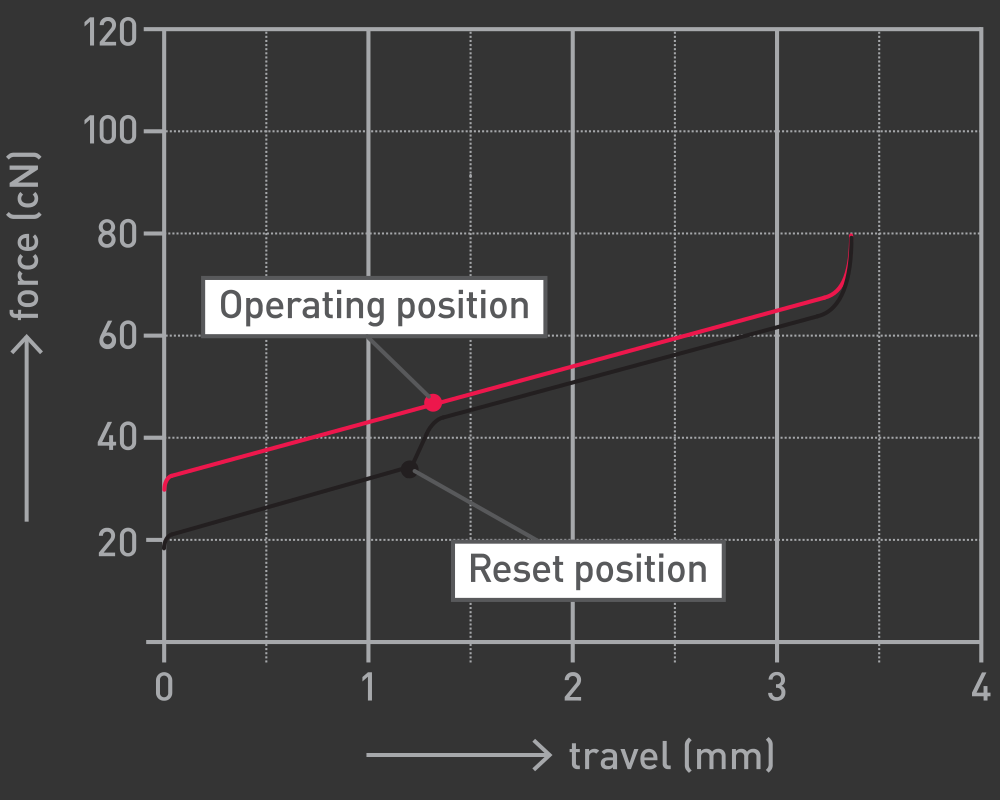 120
100
80
60
40
20
force (cN)
Operating position
Reset position
0 1 2 3 4
travel (mm)